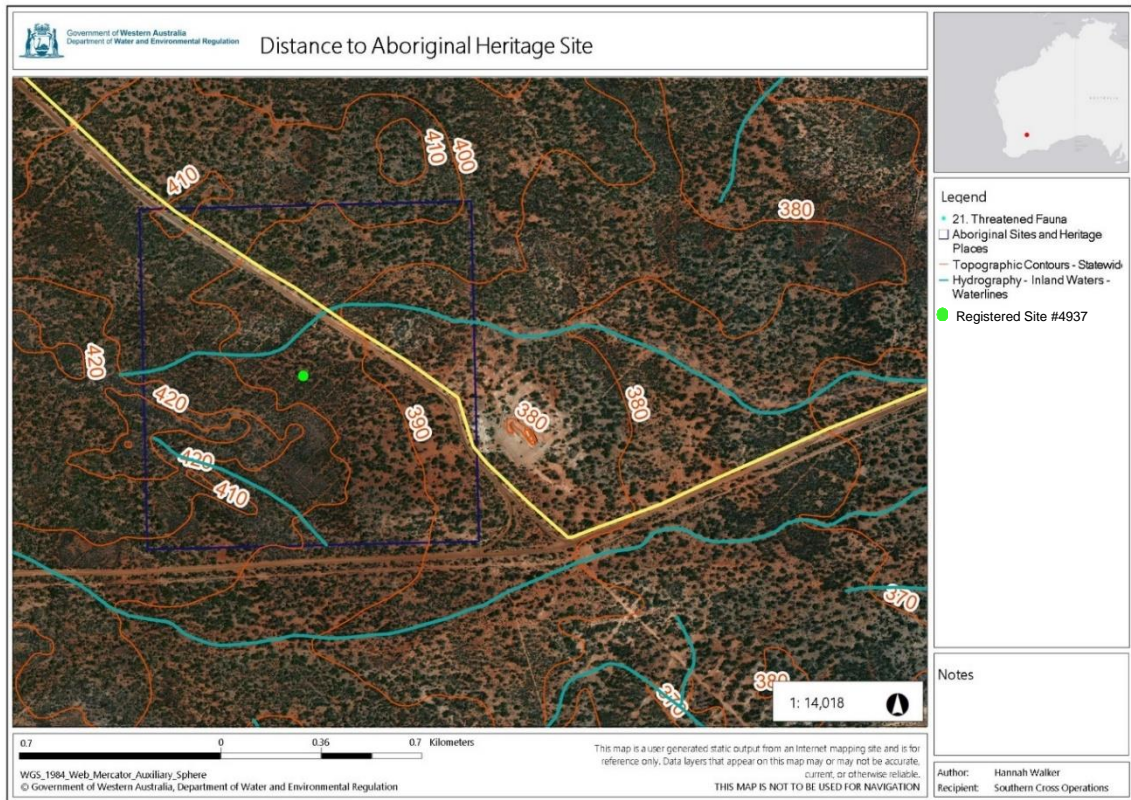 Government of Western Australia
Department of Water and Environmental Regulation
Distance to Aboriginal Heritage Site
410
400
410
380
420
420
390
380
380
420
410
370
380
370
1: 14,018
Legend
21. Threatened Fauna
Aboriginal Sites and Heritage
Places
Topographic Contours - Statewid
Hydrography - Inland Waters -
Waterlines
Registered Site #4937
Notes
0.7 0 0.36 0.7 Kilometers
WGS_1984_Web_Mercator_Auxiliary_Sphere
© Government of Western Australia, Department of Water and Environmental Regulation
This map is a user generated static output from an Internet mapping site and is for
reference only. Data layers that appear on this map may or may not be accurate,
current, or otherwise reliable.
THIS MAP IS NOT TO BE USED FOR NAVIGATION
Author: Hannah Walker
Recipient: Southern Cross Operations